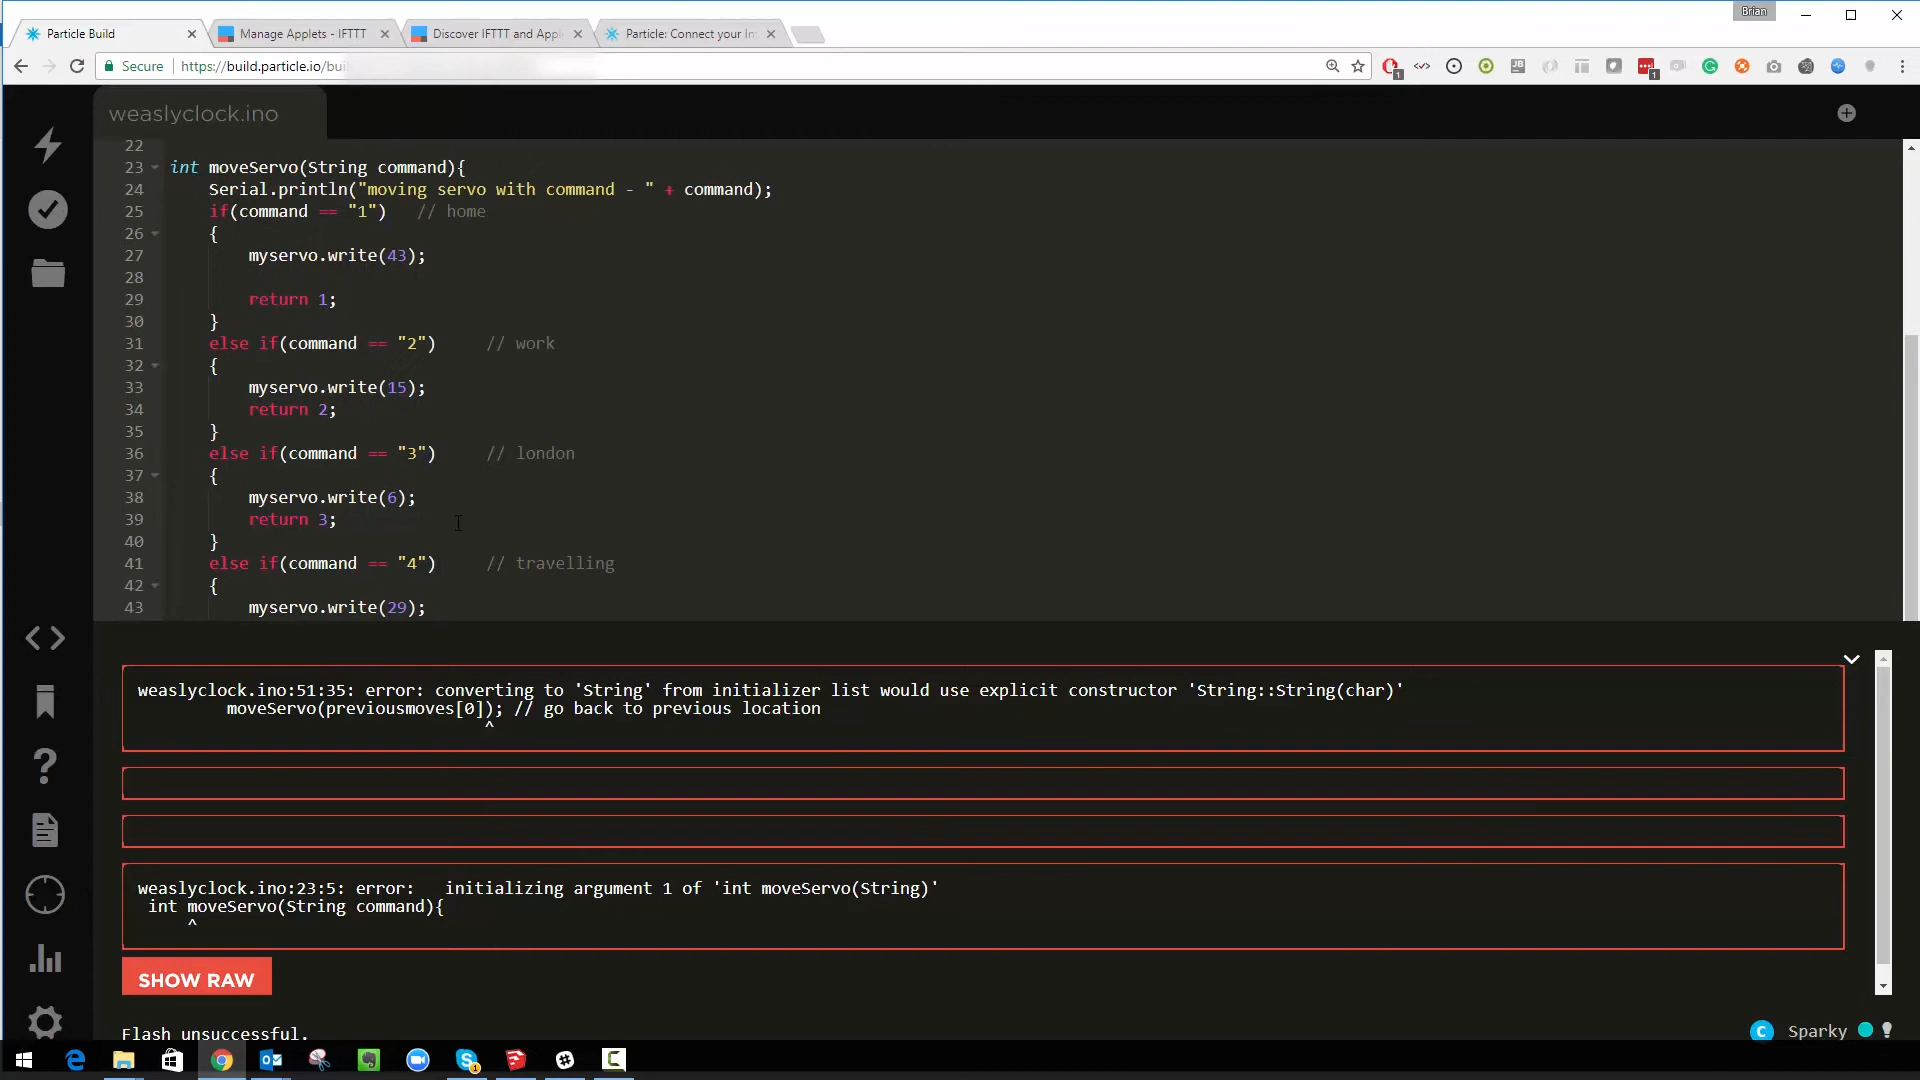 Brian
Particle Build
Manage Applets - IFTTT
Discover IFTTT and Appl
Particle: Connect your In
Secure
https://build.particle.io/buil
weaslyclock.ino
22
23 int moveServo(String command){
24 Serial.println("moving servo with command - " + command);
25 if(command == "1") // home
26 {
27 myservo.write(43);
28
29 return 1;
30 }
31 else if(command == "2") // work
32 {
33 myservo.write(15);
34 return 2;
35 }
36 else if(command == "3") // london
37 {
38 myservo.write(6);
39 return 3;
40 }
41 else if(command == "4") // travelling
42 {
43 myservo.write(29);
weaslyclock.ino:51:35: error: converting to 'String' from initializer list would use explicit constructor 'String::String(char)'
moveServo(previousmoves[0]); // go back to previous location
^
weaslyclock.ino:23:5: error: initializing argument 1 of 'int moveServo(String)'
int moveServo(String command){
^
SHOW RAW
Flash unsuccessful.
C Sparky